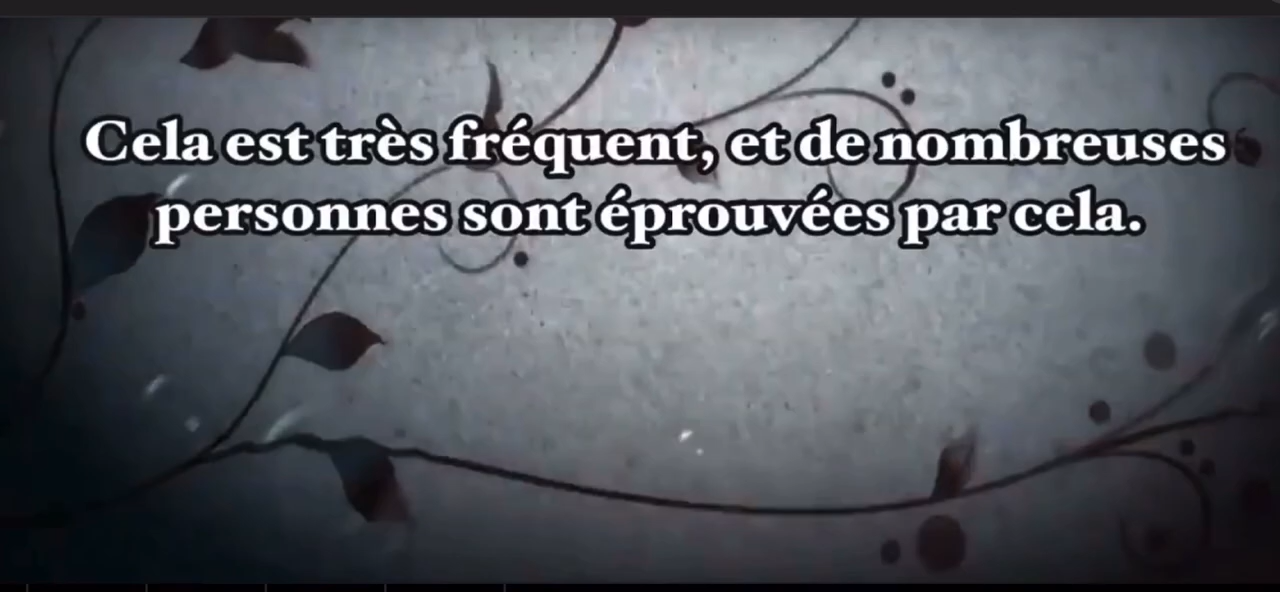 Cela est très fréquent, et de nombreuses
personnes sont éprouvées par cela.